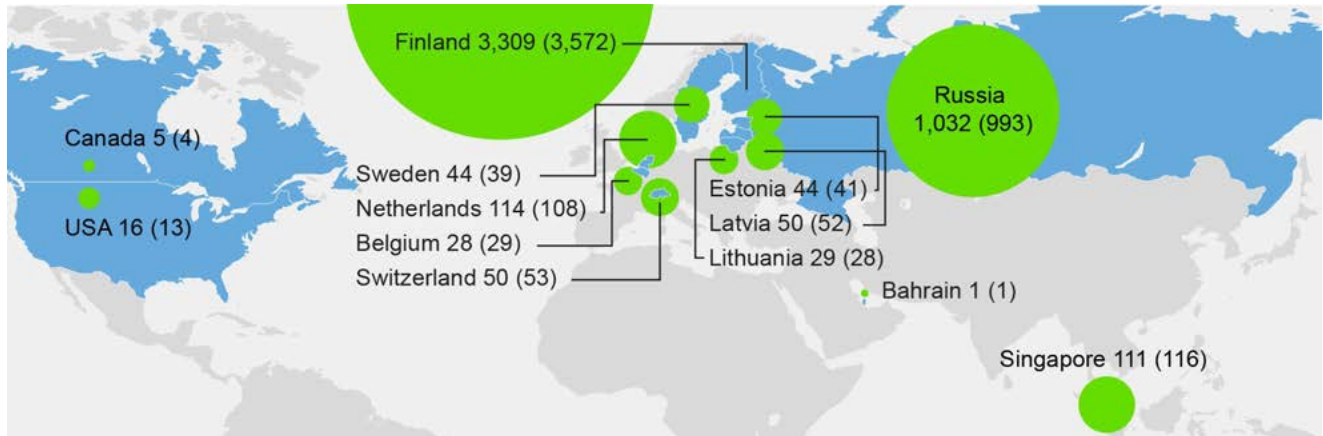 Finland 3,309 (3,572)
Russia
1,032 (993)
Canada 5 (4)
USA 16 (13)
Sweden 44 (39)
Netherlands 114 (108)
Belgium 28 (29)
Switzerland 50 (53)
Estonia 44 (41)
Latvia 50 (52)
Lithuania 29 (28)
Bahrain 1 (1)
Singapore 111 (116)